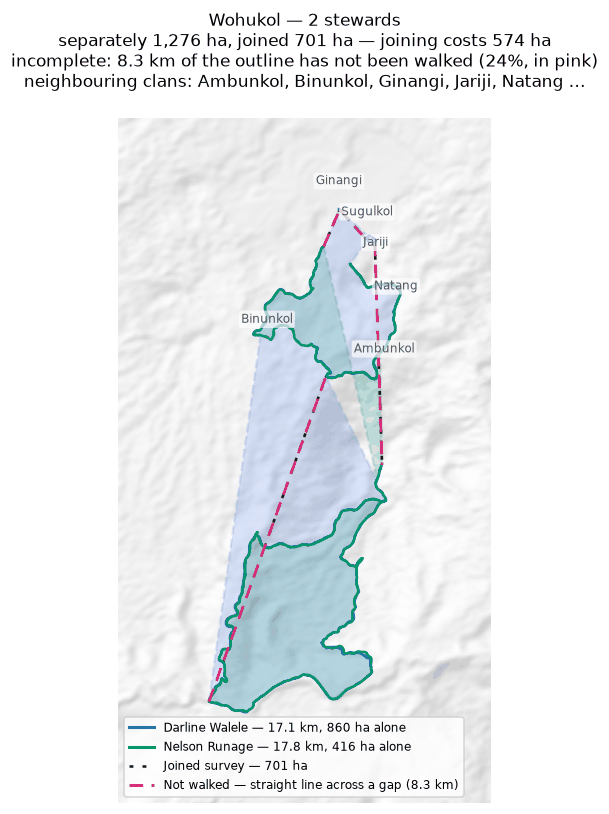 Wohukol — 2 stewards
separately 1,276 ha, joined 701 ha — joining costs 574 ha
incomplete: 8.3 km of the outline has not been walked (24%, in pink)
neighbouring clans: Ambunkol, Binunkol, Ginangi, Jariji, Natang ...
Ginangi
Sugulkol
Jariji
Natang
Binunkol
Ambunkol
Darline Walele — 17.1 km, 860 ha alone
Nelson Runage — 17.8 km, 416 ha alone
Joined survey — 701 ha
Not walked — straight line across a gap (8.3 km)